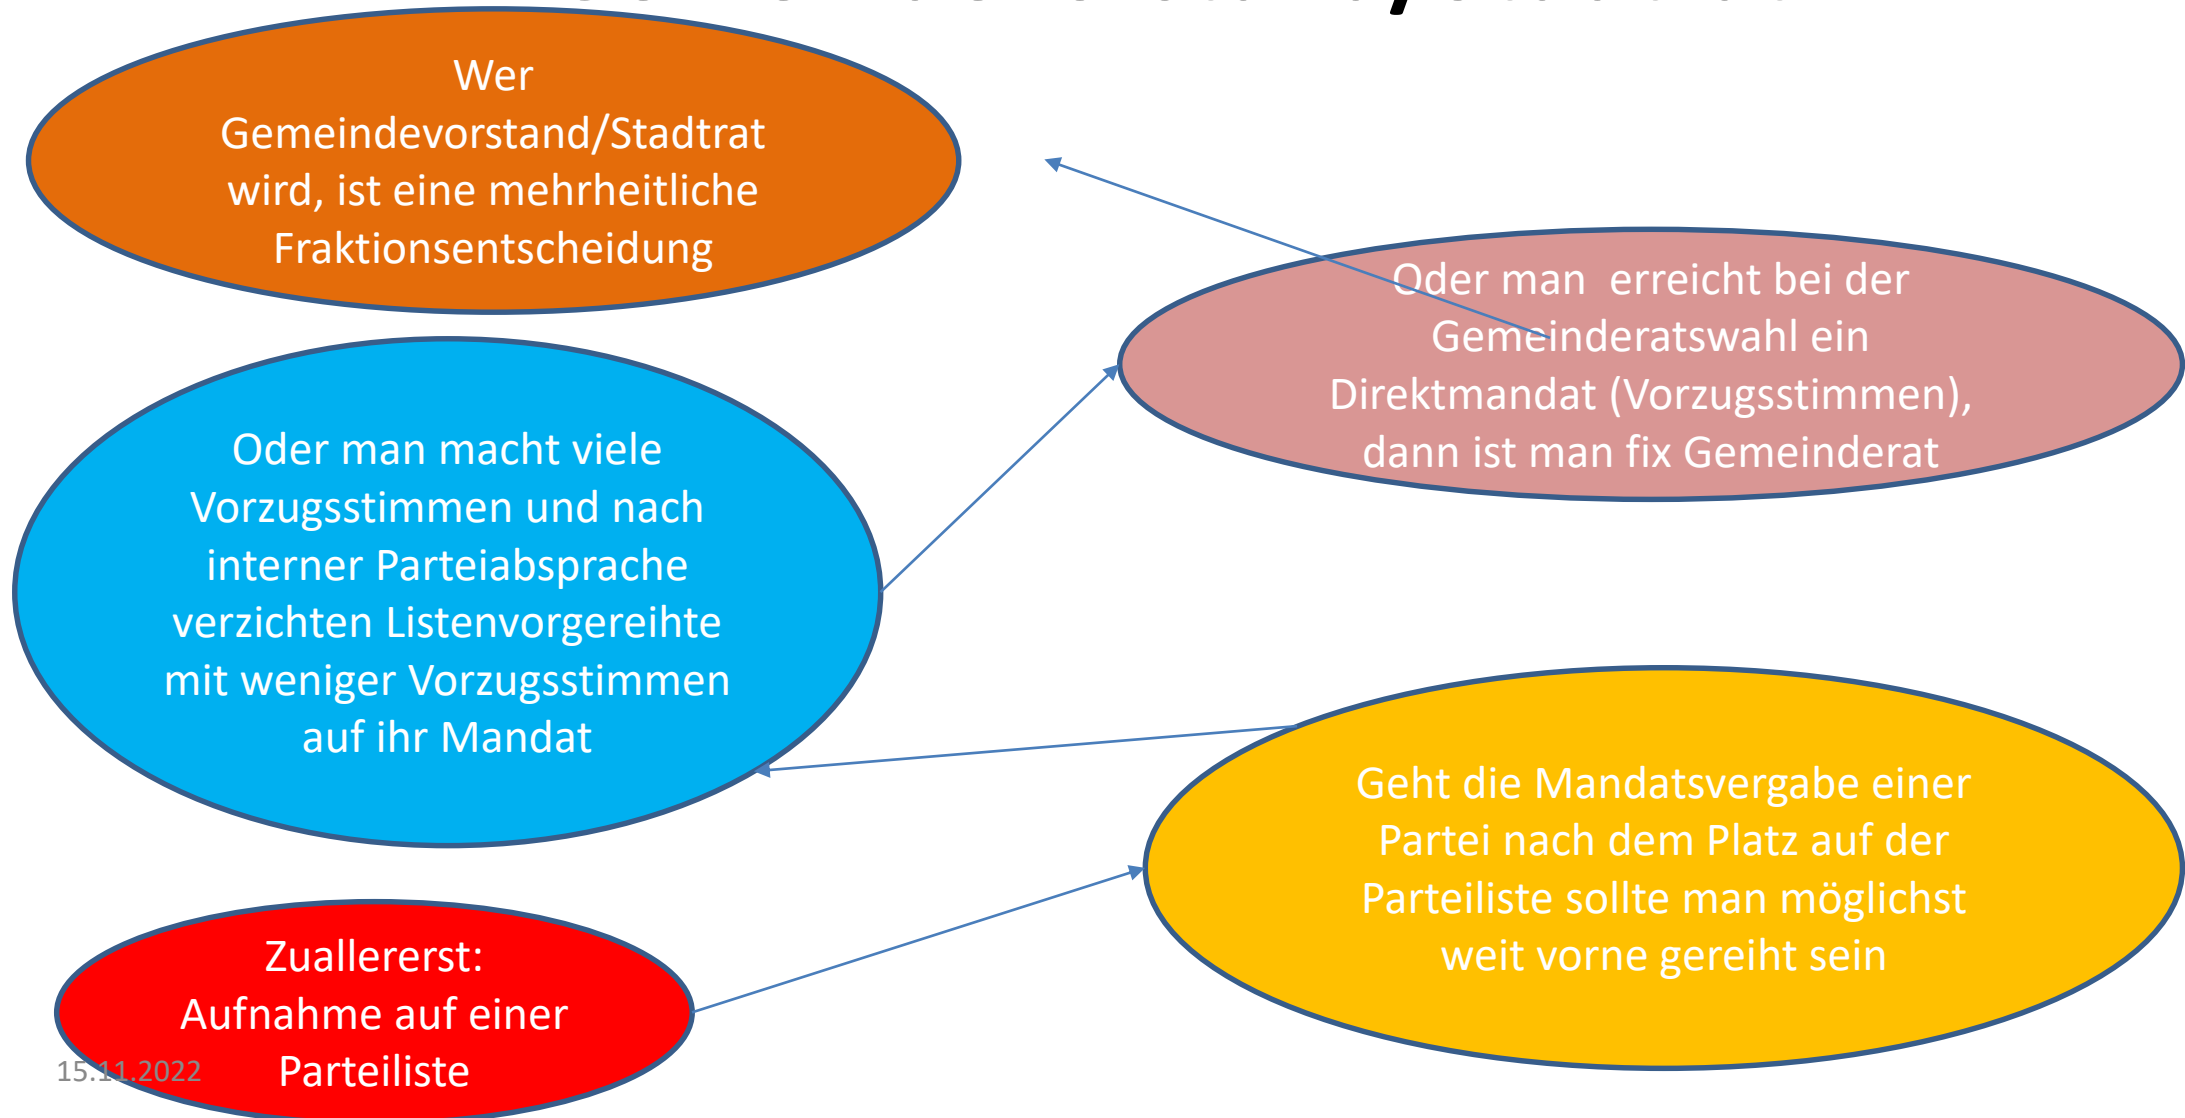 Wer
Gemeindevorstand/Stadtrat
wird, ist eine mehrheitliche
Fraktionsentscheidung
Oder man erreicht bei der
Gemeinderatswahl ein
Direktmandat (Vorzugsstimmen),
dann ist man fix Gemeinderat
Oder man macht viele
Vorzugsstimmen und nach
interner Parteiabsprache
verzichten Listenvorgereihte
mit weniger Vorzugsstimmen
auf ihr Mandat
Geht die Mandatsvergabe einer
Partei nach dem Platz auf der
Parteiliste sollte man möglichst
weit vorne gereiht sein
Zuallererst:
Aufnahme auf einer
Parteiliste
15.11.2022